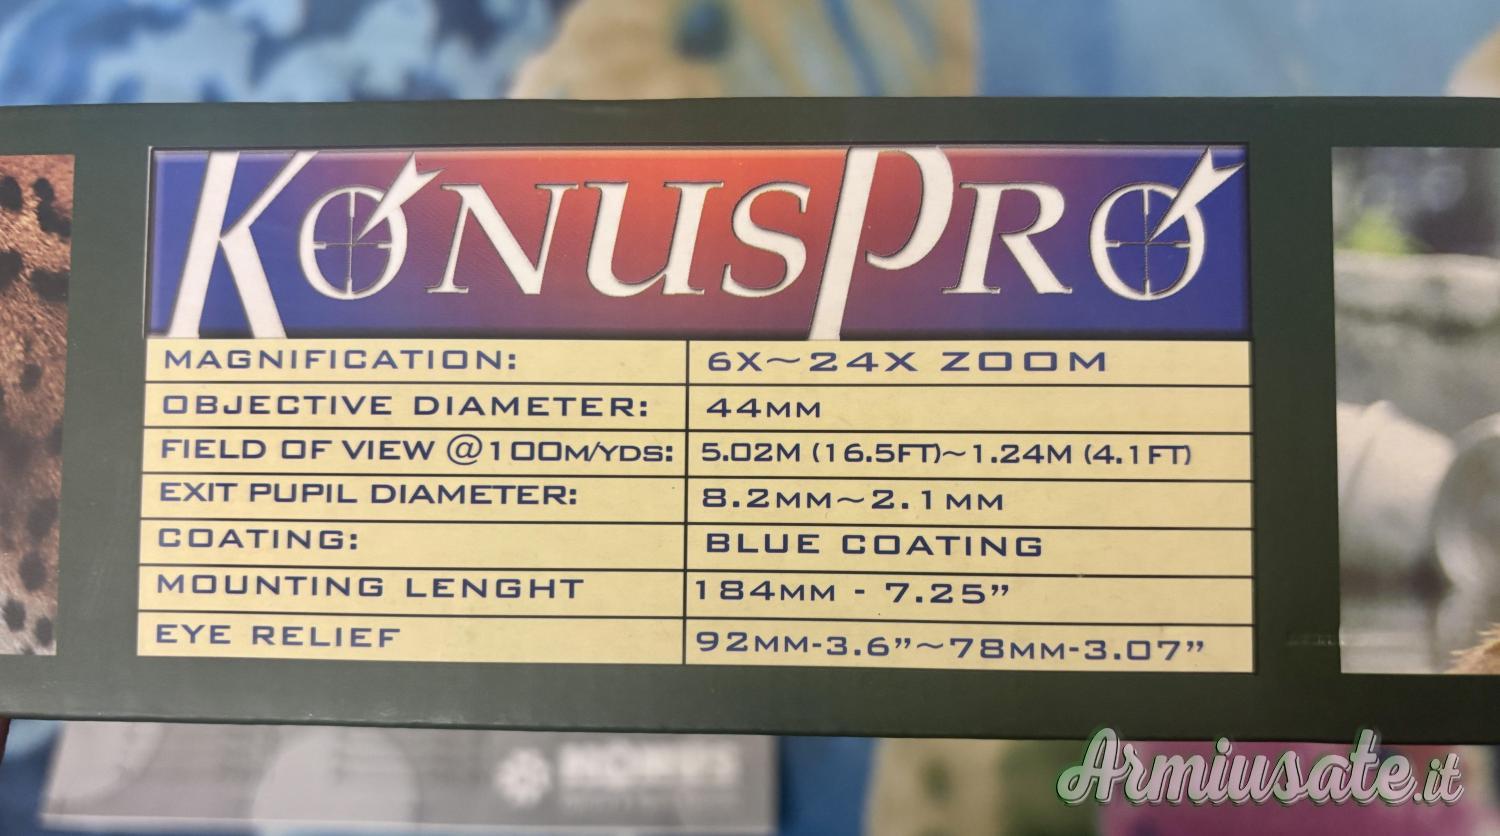 KONUSPRO
MAGNIFICATION: 6X~24X ZOOM
OBJECTIVE DIAMETER: 44MM
FIELD OF VIEW @100M/YDS: 5.02M (16.5FT)~1.24M (4.1FT)
EXIT PUPIL DIAMETER: 8.2MM~2.1MM
COATING: BLUE COATING
MOUNTING LENGHT 184MM - 7.25”
EYE RELIEF 92MM-3.6”~78MM-3.07”
Armiusate.it